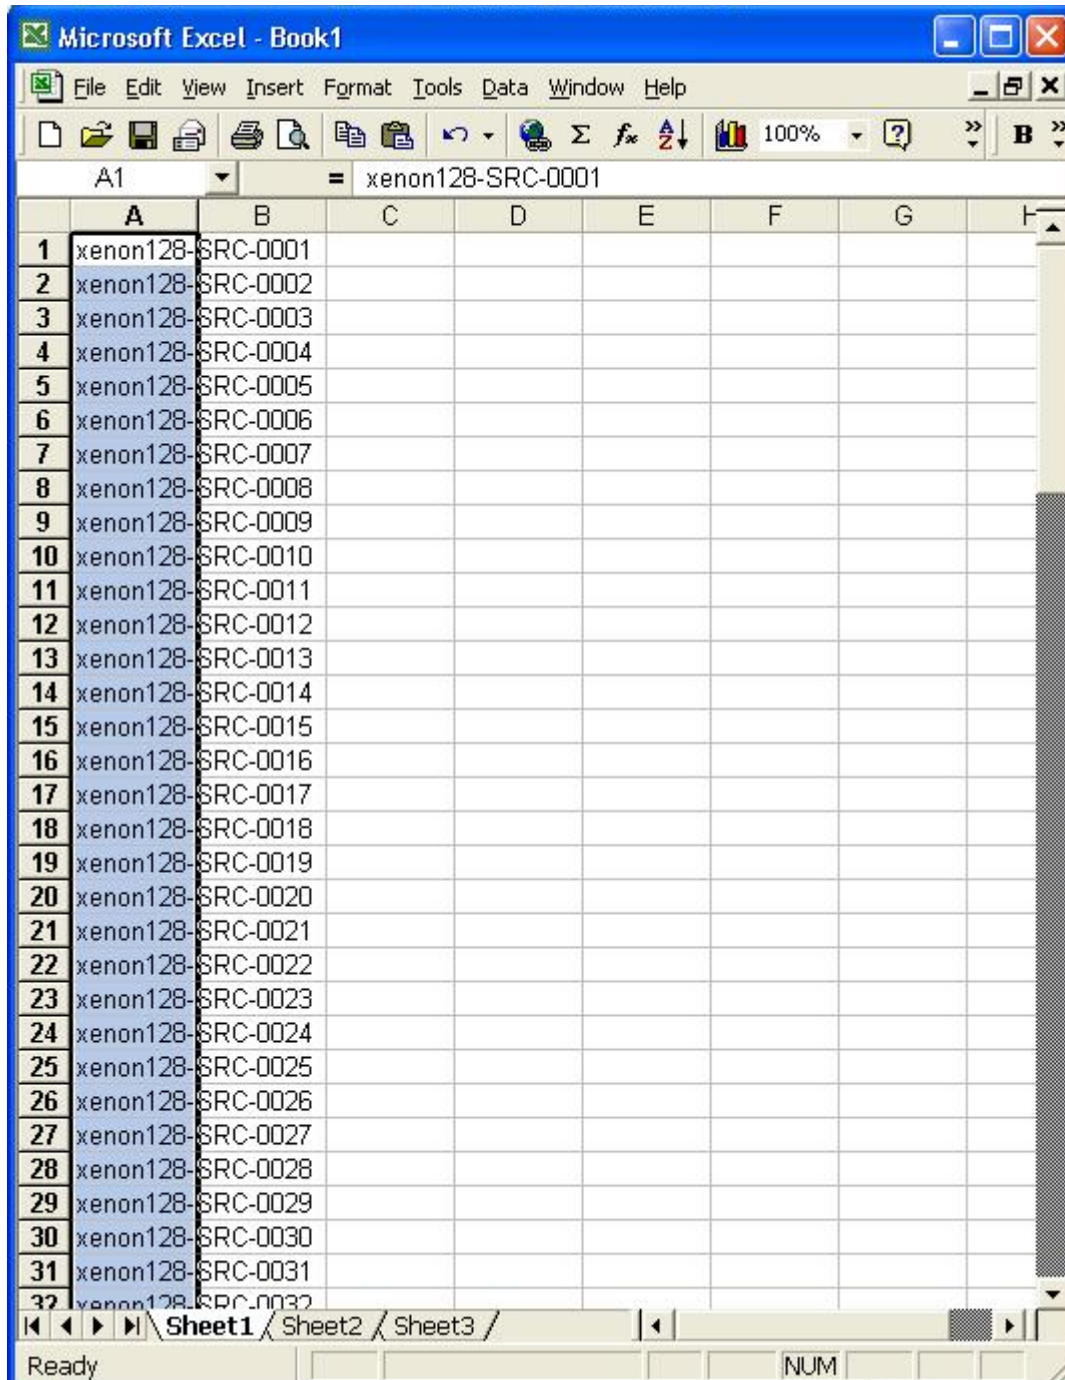 Microsoft Excel - Book1
File Edit View Insert Format Tools Data Window Help
Σ fx A Z 100% ? » B »
A1 = xenon128-SRC-0001
A B C D E F G H
1 xenon128-SRC-0001
2 xenon128-SRC-0002
3 xenon128-SRC-0003
4 xenon128-SRC-0004
5 xenon128-SRC-0005
6 xenon128-SRC-0006
7 xenon128-SRC-0007
8 xenon128-SRC-0008
9 xenon128-SRC-0009
10 xenon128-SRC-0010
11 xenon128-SRC-0011
12 xenon128-SRC-0012
13 xenon128-SRC-0013
14 xenon128-SRC-0014
15 xenon128-SRC-0015
16 xenon128-SRC-0016
17 xenon128-SRC-0017
18 xenon128-SRC-0018
19 xenon128-SRC-0019
20 xenon128-SRC-0020
21 xenon128-SRC-0021
22 xenon128-SRC-0022
23 xenon128-SRC-0023
24 xenon128-SRC-0024
25 xenon128-SRC-0025
26 xenon128-SRC-0026
27 xenon128-SRC-0027
28 xenon128-SRC-0028
29 xenon128-SRC-0029
30 xenon128-SRC-0030
31 xenon128-SRC-0031
32 xenon128-SRC-0032
Sheet1 / Sheet2 / Sheet3 /
Ready NUM